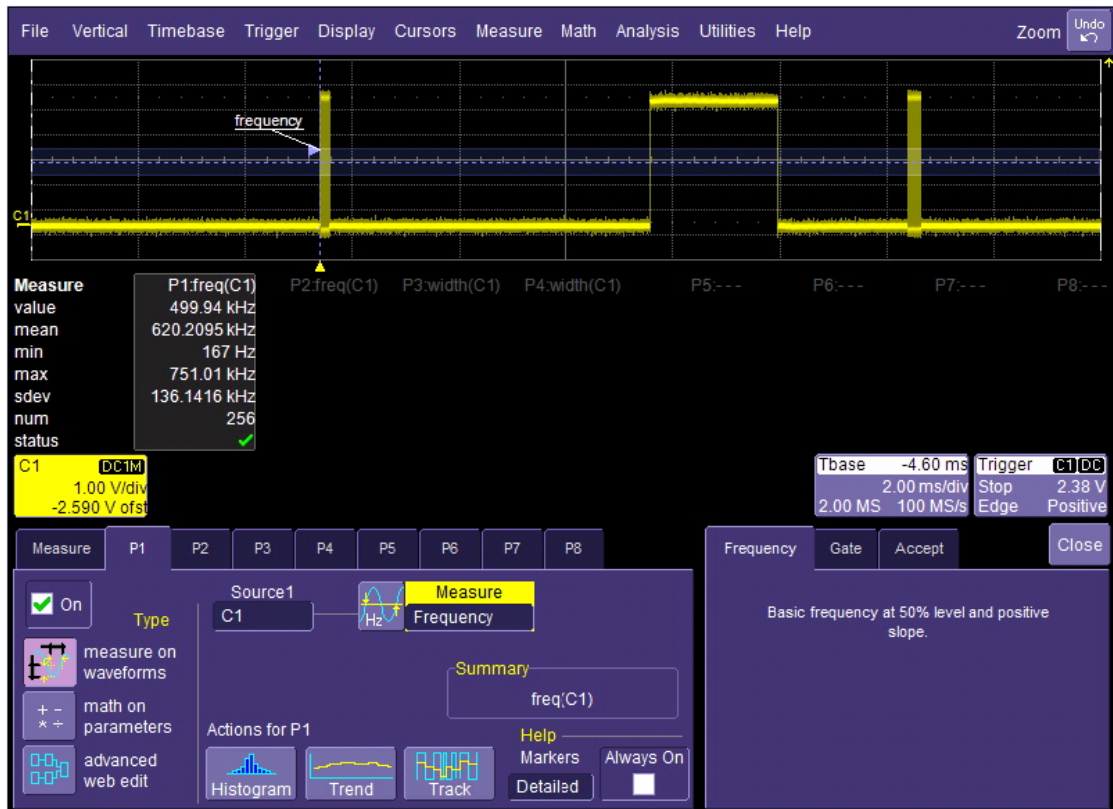 File Vertical Timebase Trigger Display Cursors Measure Math Analysis Utilities Help Zoom Undo
frequency
C1
Measure P1:freq(C1) P2:freq(C1) P3:width(C1) P4:width(C1) P5:--- P6:--- P7:--- P8:---
value 499.94 kHz
mean 620.2095 kHz
min 167 Hz
max 751.01 kHz
sdev 136.1416 kHz
num 256
status
C1 DC1M
1.00 V/div
-2.590 V ofst
Tbase -4.60 ms
2.00 ms/div
2.00 MS 100 MS/s
Trigger C1 DC
Stop 2.38 V
Edge Positive
Measure P1 P2 P3 P4 P5 P6 P7 P8
On
Type
measure on
waveforms
math on
parameters
advanced
web edit
Source1
C1
Hz
Measure
Frequency
Summary
freq(C1)
Actions for P1
Histogram Trend Track
Help
Markers
Detailed
Always On
Frequency Gate Accept Close
Basic frequency at 50% level and positive
slope.